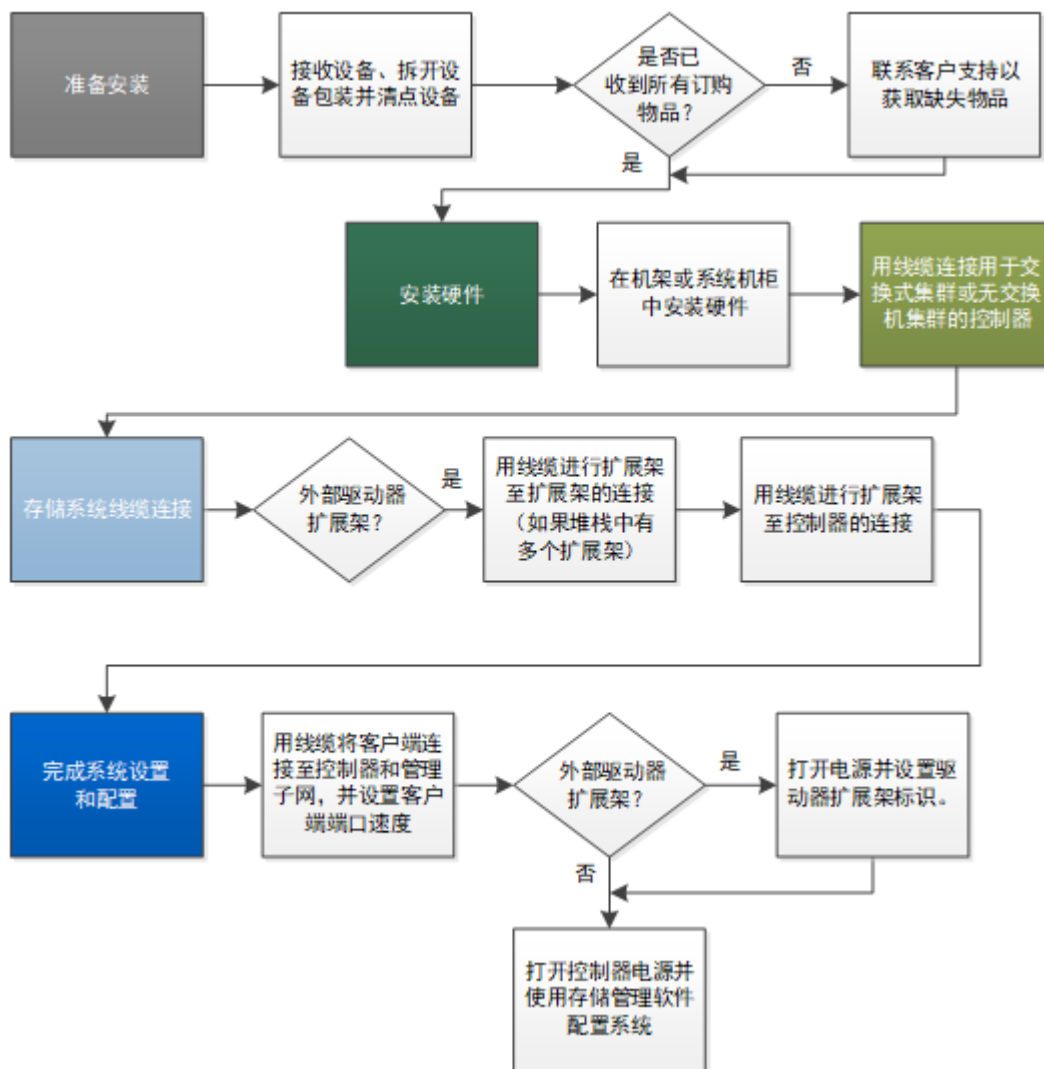 准备安装
接收设备、拆开设
备包装并清点设备
是否已
收到所有订购
物品？
否
联系客户支持以
获取缺失物品
是
安装硬件
在机架或系统机柜
中安装硬件
用线缆连接用于交
换式集群或无交换
机集群的控制器
存储系统线缆连接
外部驱动器
扩展架？
是
用线缆进行扩展架
至扩展架的连接
（如果堆栈中有
多个扩展架）
用线缆进行扩展架
至控制器的连接
完成系统设置
和配置
用线缆将客户端连
接至控制器和管理
子网，并设置客户
端端口速度
外部驱动器
扩展架？
是
打开电源并设置驱
动器扩展架标识。
否
打开控制器电源并
使用存储管理软件
配置系统